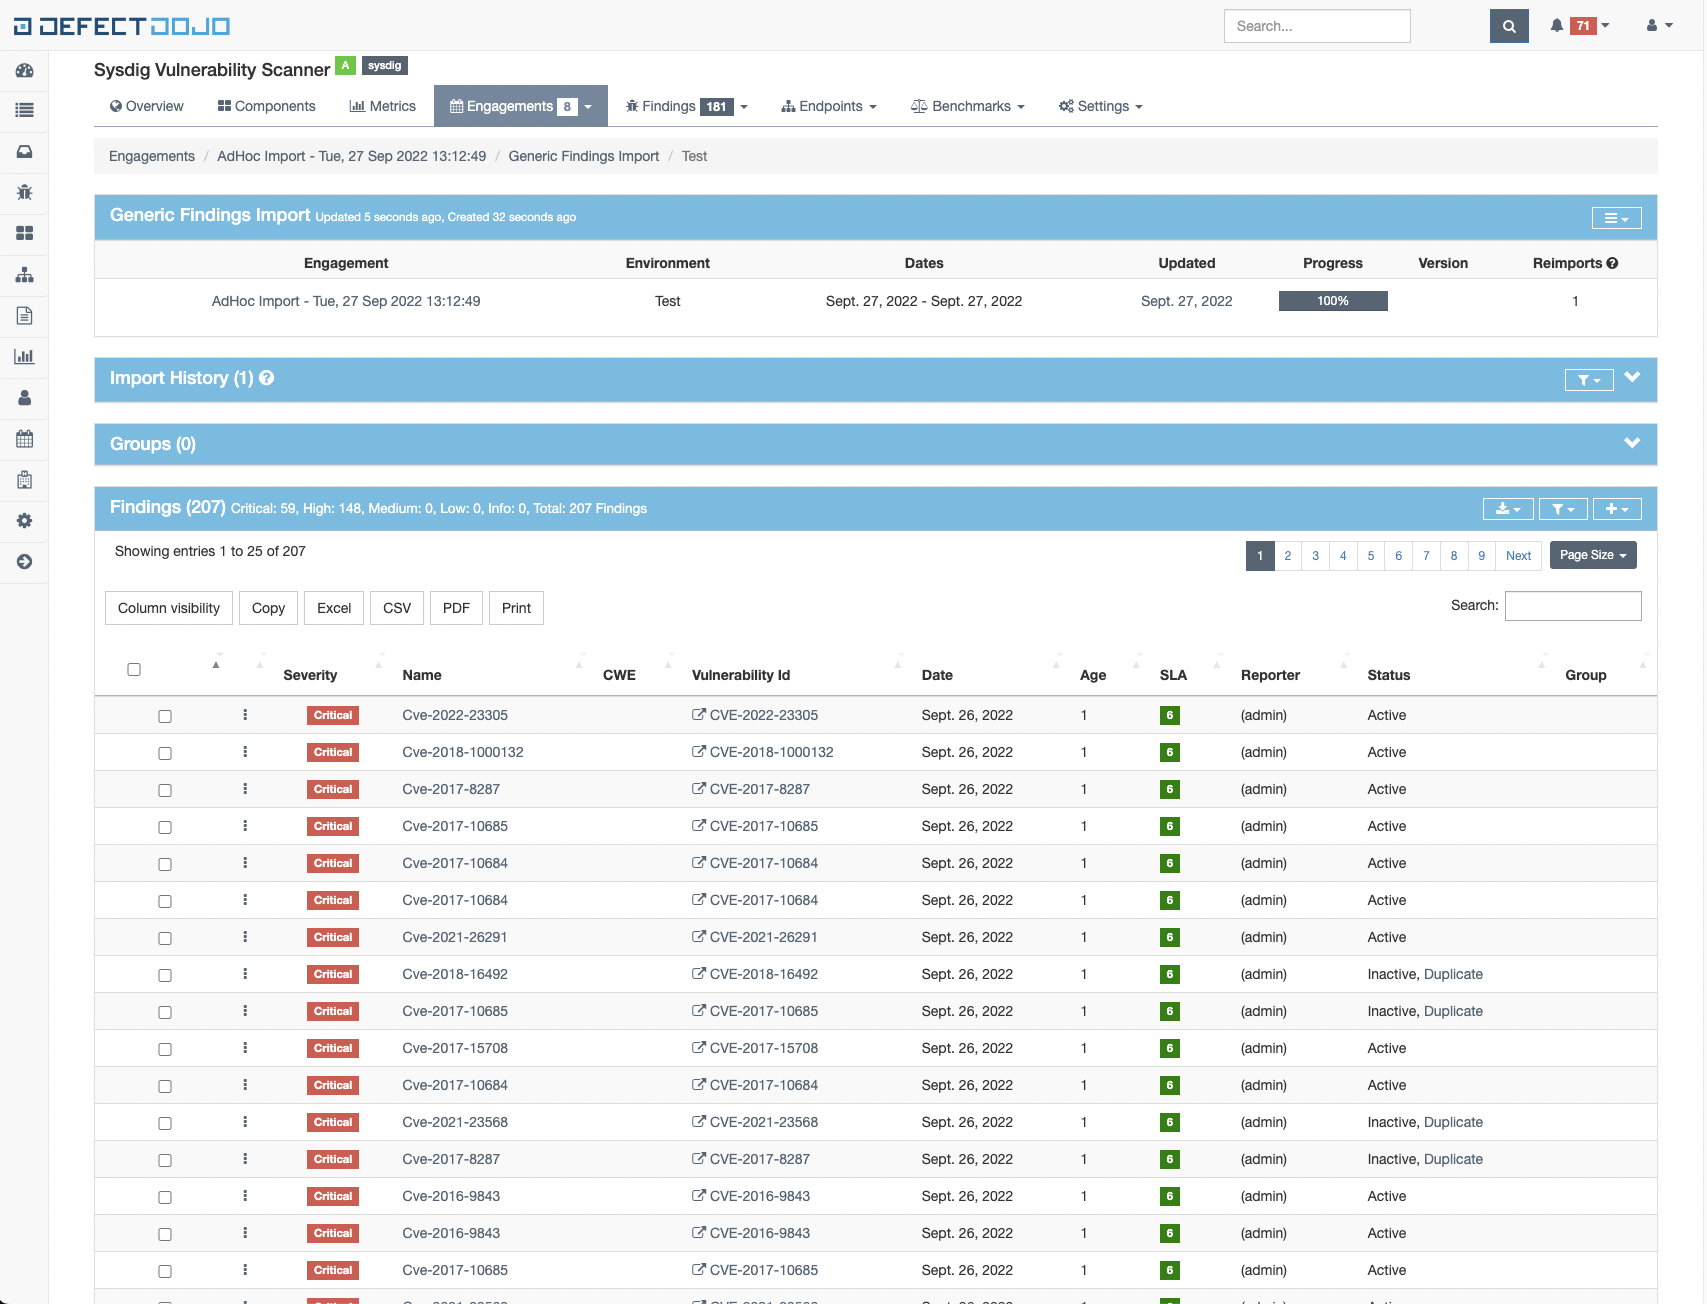 DEFECTDOJO
Search...
71
Sysdig Vulnerability Scanner A sysdig
Overview Components Metrics Engagements 8 Findings 181 Endpoints Benchmarks Settings
Engagements / AdHoc Import - Tue, 27 Sep 2022 13:12:49 / Generic Findings Import / Test
Generic Findings Import Updated 5 seconds ago, Created 32 seconds ago
Engagement Environment Dates Updated Progress Version Reimports
AdHoc Import - Tue, 27 Sep 2022 13:12:49 Test Sept. 27, 2022 - Sept. 27, 2022 Sept. 27, 2022 100% 1
Import History (1)
Groups (0)
Findings (207) Critical: 59, High: 148, Medium: 0, Low: 0, Info: 0, Total: 207 Findings
Showing entries 1 to 25 of 207
1 2 3 4 5 6 7 8 9 Next Page Size
Column visibility Copy Excel CSV PDF Print Search:
Severity Name CWE Vulnerability Id Date Age SLA Reporter Status Group
Critical Cve-2022-23305 CVE-2022-23305 Sept. 26, 2022 1 6 (admin) Active
Critical Cve-2018-1000132 CVE-2018-1000132 Sept. 26, 2022 1 6 (admin) Active
Critical Cve-2017-8287 CVE-2017-8287 Sept. 26, 2022 1 6 (admin) Active
Critical Cve-2017-10685 CVE-2017-10685 Sept. 26, 2022 1 6 (admin) Active
Critical Cve-2017-10684 CVE-2017-10684 Sept. 26, 2022 1 6 (admin) Active
Critical Cve-2017-10684 CVE-2017-10684 Sept. 26, 2022 1 6 (admin) Active
Critical Cve-2021-26291 CVE-2021-26291 Sept. 26, 2022 1 6 (admin) Active
Critical Cve-2018-16492 CVE-2018-16492 Sept. 26, 2022 1 6 (admin) Inactive, Duplicate
Critical Cve-2017-10685 CVE-2017-10685 Sept. 26, 2022 1 6 (admin) Inactive, Duplicate
Critical Cve-2017-15708 CVE-2017-15708 Sept. 26, 2022 1 6 (admin) Active
Critical Cve-2017-10684 CVE-2017-10684 Sept. 26, 2022 1 6 (admin) Active
Critical Cve-2021-23568 CVE-2021-23568 Sept. 26, 2022 1 6 (admin) Inactive, Duplicate
Critical Cve-2017-8287 CVE-2017-8287 Sept. 26, 2022 1 6 (admin) Inactive, Duplicate
Critical Cve-2016-9843 CVE-2016-9843 Sept. 26, 2022 1 6 (admin) Active
Critical Cve-2016-9843 CVE-2016-9843 Sept. 26, 2022 1 6 (admin) Active
Critical Cve-2017-10685 CVE-2017-10685 Sept. 26, 2022 1 6 (admin) Active